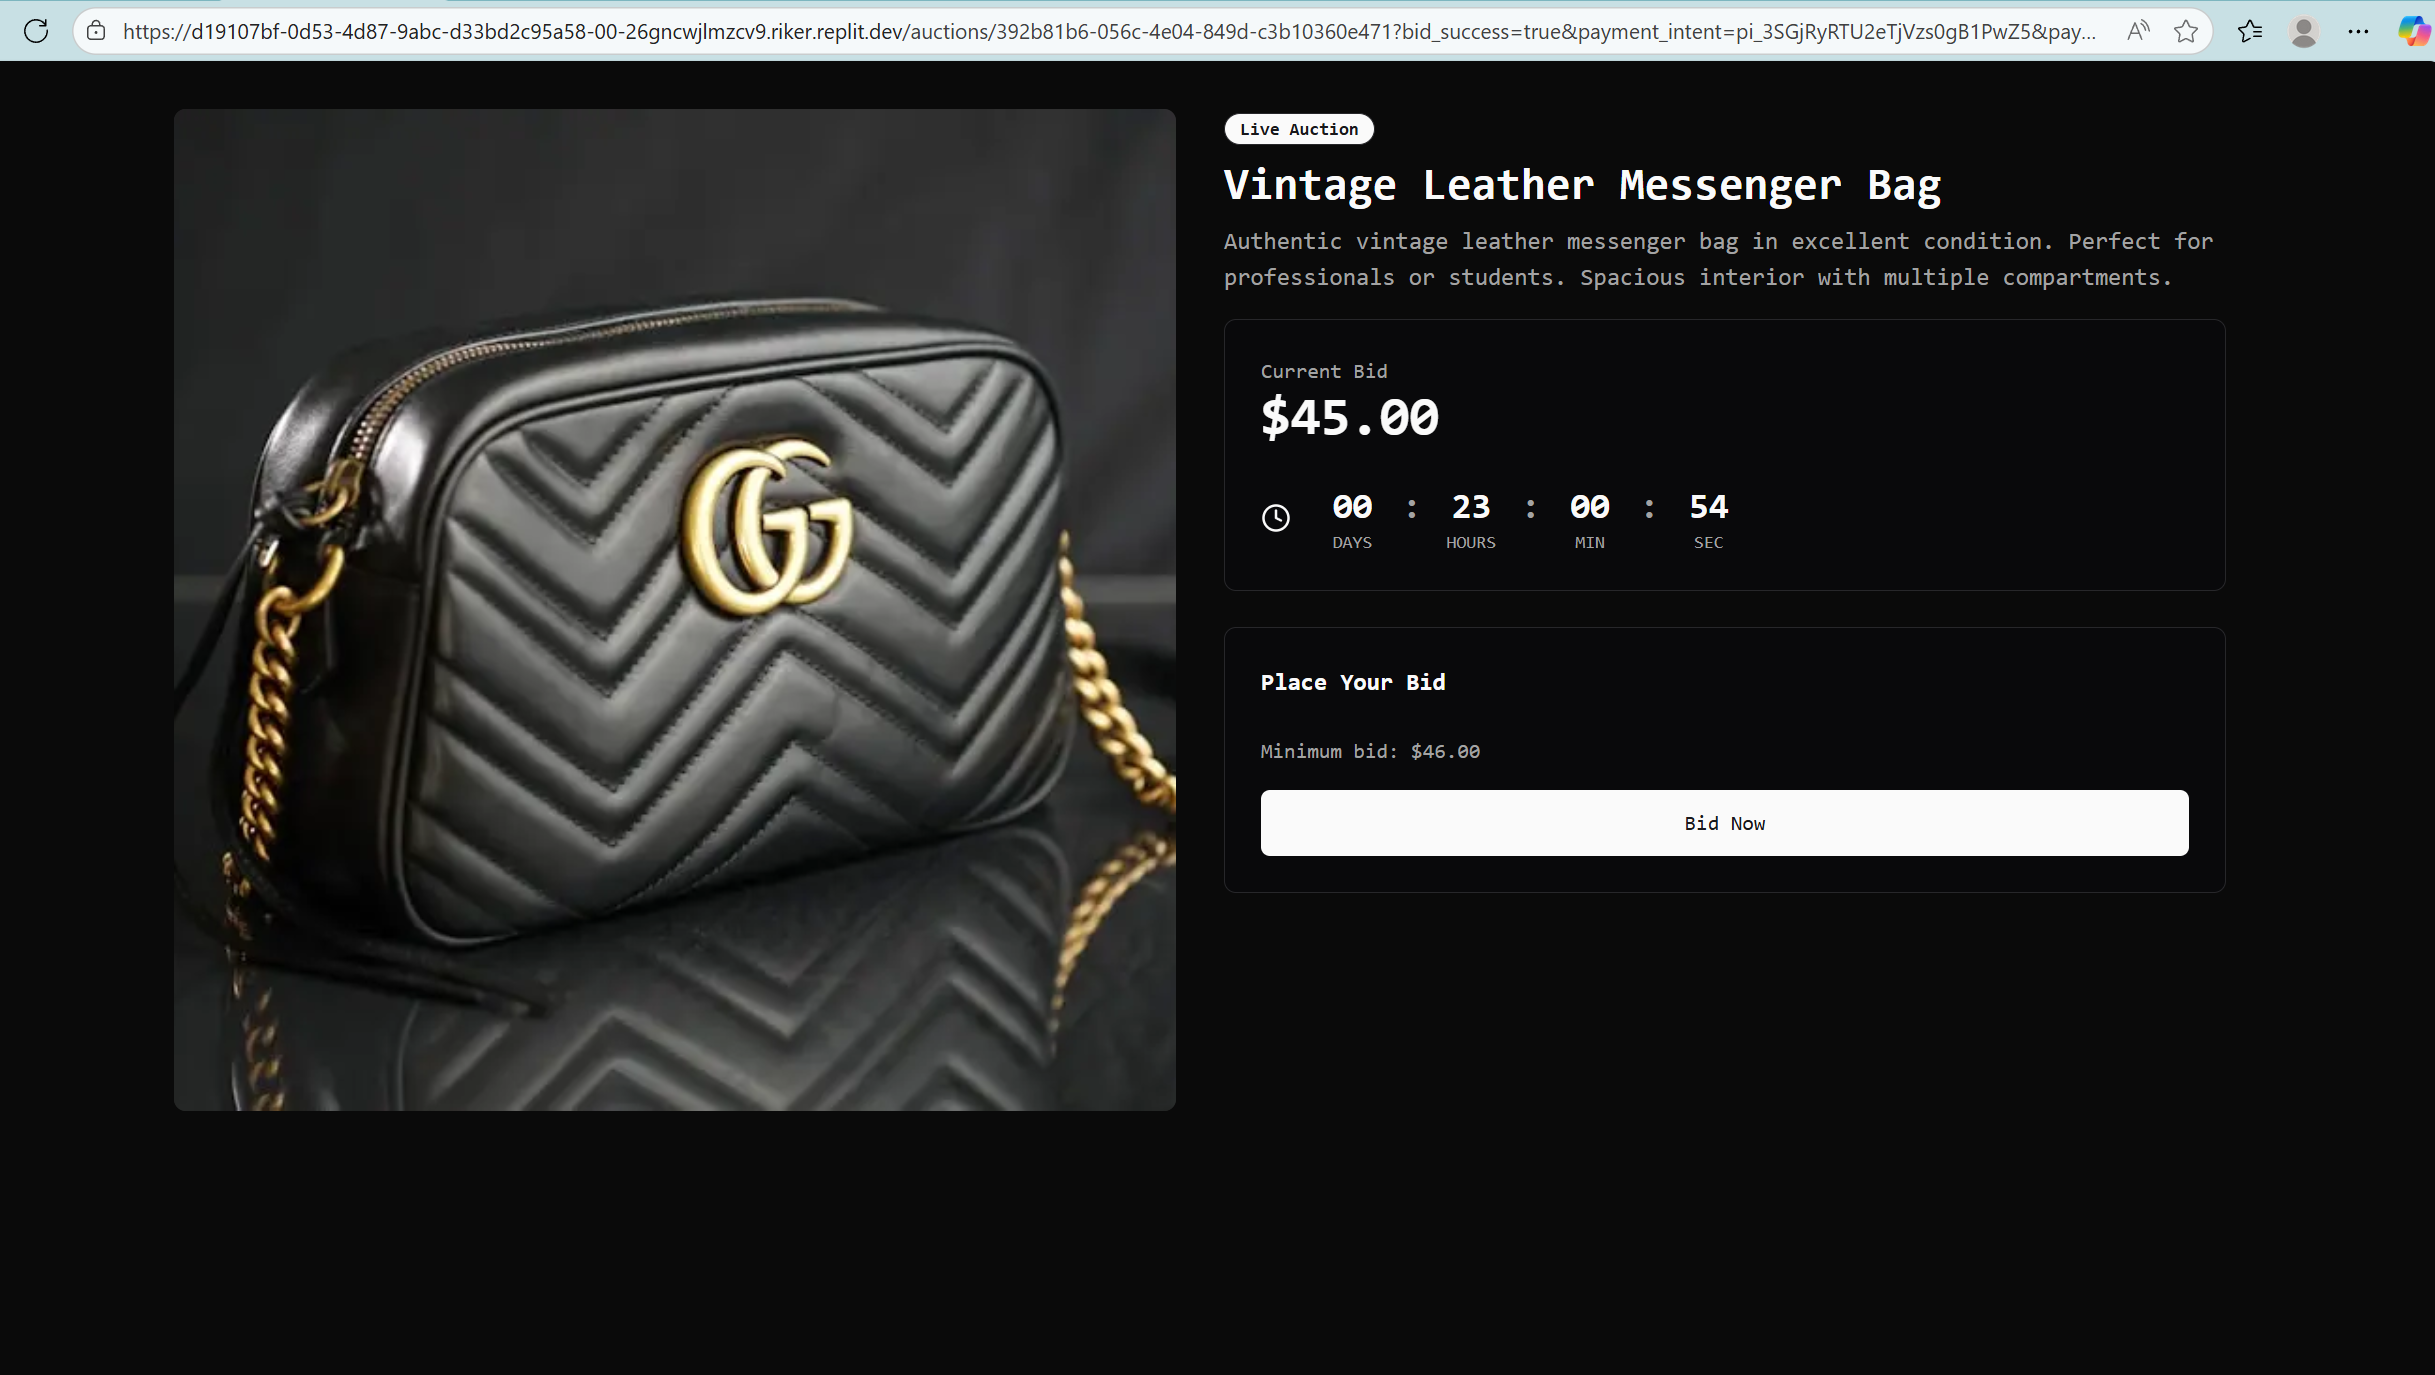 https://d19107bf-0d53-4d87-9abc-d33bd2c95a58-00-26gncwjlmzcv9.riker.replit.dev/auctions/392b81b6-056c-4e04-849d-c3b10360e471?bid_success=true&payment_intent=pi_3SGjRyRTU2eTjVzs0gB1PwZ5&pay...
Live Auction
Vintage Leather Messenger Bag
Authentic vintage leather messenger bag in excellent condition. Perfect for
professionals or students. Spacious interior with multiple compartments.
Current Bid
$45.00
00 : 23 : 00 : 54
DAYS HOURS MIN SEC
Place Your Bid
Minimum bid: $46.00
Bid Now